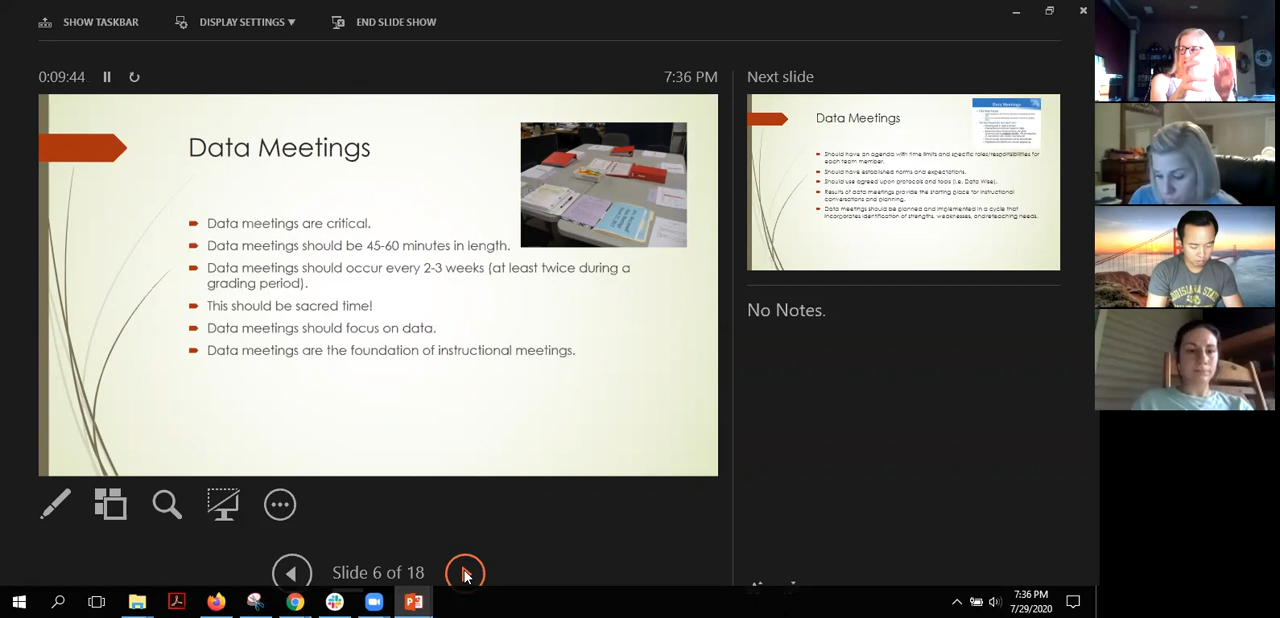 SHOW TASKBAR
DISPLAY SETTINGS ▼
END SLIDE SHOW
0:09:44
7:36 PM
Next slide
Data Meetings
Data meetings are critical.
Data meetings should be 45-60 minutes in length.
Data meetings should occur every 2-3 weeks (at least twice during a
grading period).
This should be sacred time!
Data meetings should focus on data.
Data meetings are the foundation of instructional meetings.
Data Meetings
Data Meetings
Should have an agenda with time limits and specific roles/responsibilities for
each team member.
Should have established norms and expectations.
Should use agreed upon protocols and tools (i.e. Data Wise).
Results of data meetings provide the starting place for instructional
conversations and planning.
Data meetings should be planned and implemented in a cycle that
incorporates identification of strengths, weaknesses, and reteaching needs.
No Notes.
Slide 6 of 18
LOUISIANA STATE
7:36 PM
7/29/2020